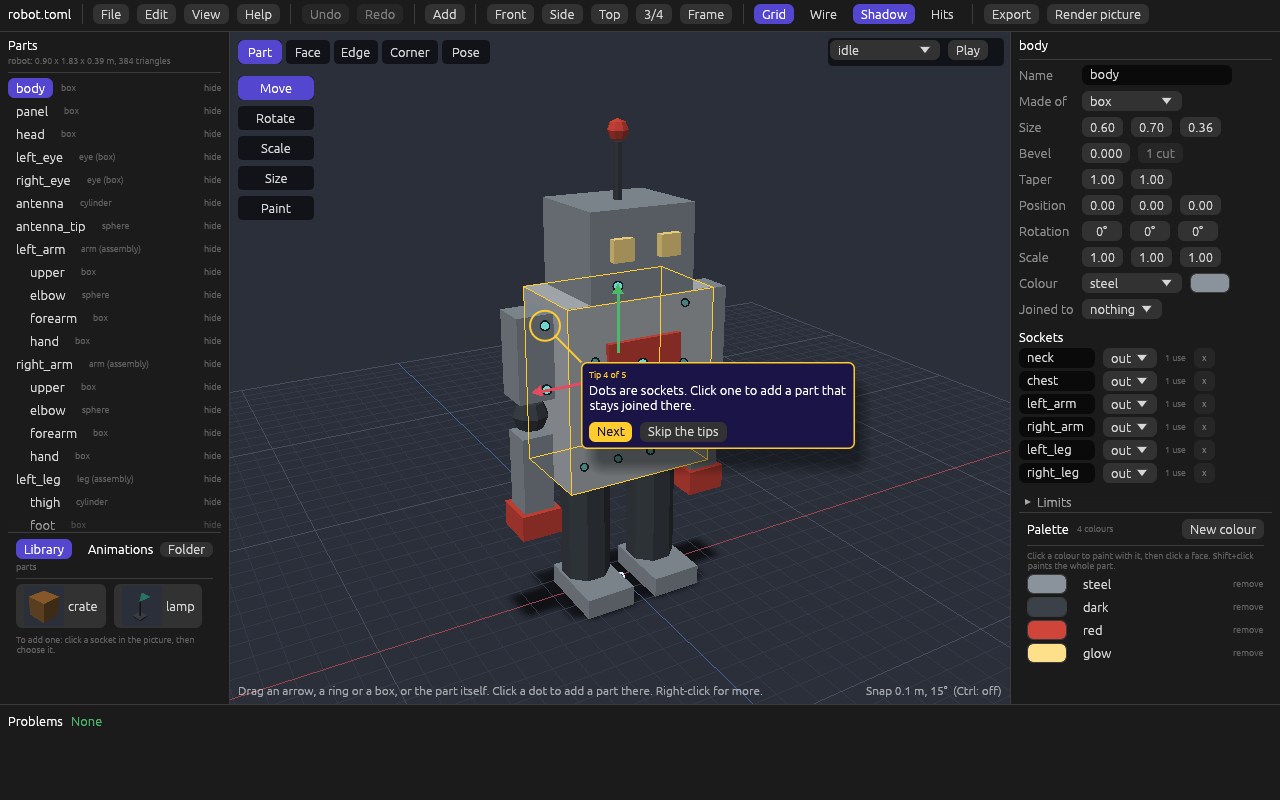 robot.toml File Edit View Help Undo Redo Add Front Side Top 3/4 Frame Grid Wire Shadow Hits Export Render picture
Parts
robot: 0.90 x 1.83 x 0.39 m, 384 triangles
body box hide
panel box hide
head box hide
left_eye eye (box) hide
right_eye eye (box) hide
antenna cylinder hide
antenna_tip sphere hide
left_arm arm (assembly) hide
upper box hide
elbow sphere hide
forearm box hide
hand box hide
right_arm arm (assembly) hide
upper box hide
elbow sphere hide
forearm box hide
hand box hide
left_leg leg (assembly) hide
thigh cylinder hide
foot box hide
Library Animations Folder
parts
crate lamp
To add one: click a socket in the picture, then
choose it.
Part Face Edge Corner Pose
Move
Rotate
Scale
Size
Paint
idle Play
Tip 4 of 5
Dots are sockets. Click one to add a part that
stays joined there.
Next Skip the tips
Drag an arrow, a ring or a box, or the part itself. Click a dot to add a part there. Right-click for more.
Snap 0.1 m, 15° (Ctrl: off)
body
Name body
Made of box
Size 0.60 0.70 0.36
Bevel 0.000 1 cut
Taper 1.00 1.00
Position 0.00 0.00 0.00
Rotation 0° 0° 0°
Scale 1.00 1.00 1.00
Colour steel
Joined to nothing
Sockets
neck out 1 use x
chest out 1 use x
left_arm out 1 use x
right_arm out 1 use x
left_leg out 1 use x
right_leg out 1 use x
Limits
Palette 4 colours New colour
Click a colour to paint with it, then click a face. Shift+click
paints the whole part.
steel remove
dark remove
red remove
glow remove
Problems None